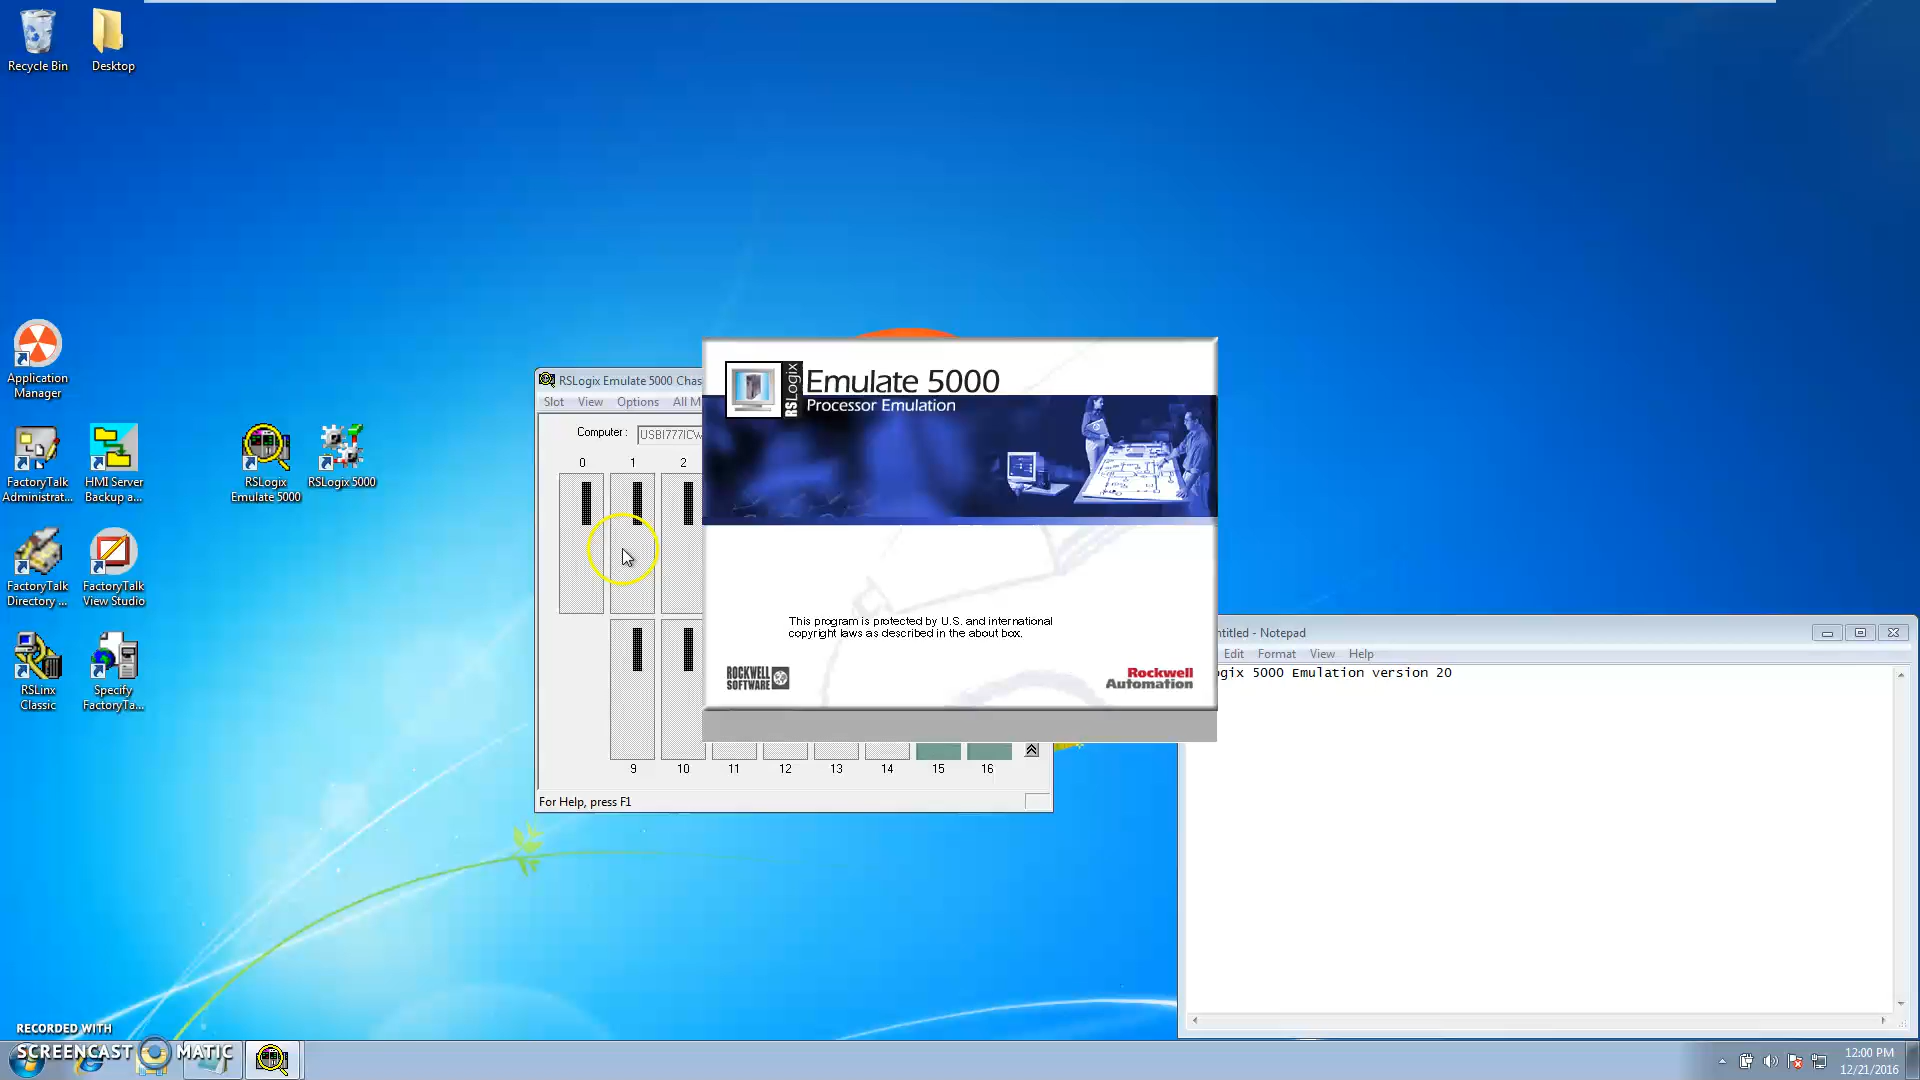 Recycle Bin
Desktop
Application
Manager
FactoryTalk
Administrat...
HMI Server
Backup a...
RSLogix
Emulate 5000
RSLogix 5000
FactoryTalk
Directory ...
FactoryTalk
View Studio
RSLinx
Classic
Specify
FactoryTa...
RSLogix Emulate 5000 Chas
Slot View Options All M
Computer :
0 1 2
9 10 11 12 13 14 15 16
For Help, press F1
RSLogix
Emulate 5000
Processor Emulation
This program is protected by U.S. and international
copyright laws as described in the about box.
ROCKWELL
SOFTWARE
Rockwell
Automation
ntitled - Notepad
Edit Format View Help
ogix 5000 Emulation version 20
RECORDED WITH
SCREENCAST MATIC
12:00 PM
12/21/2016